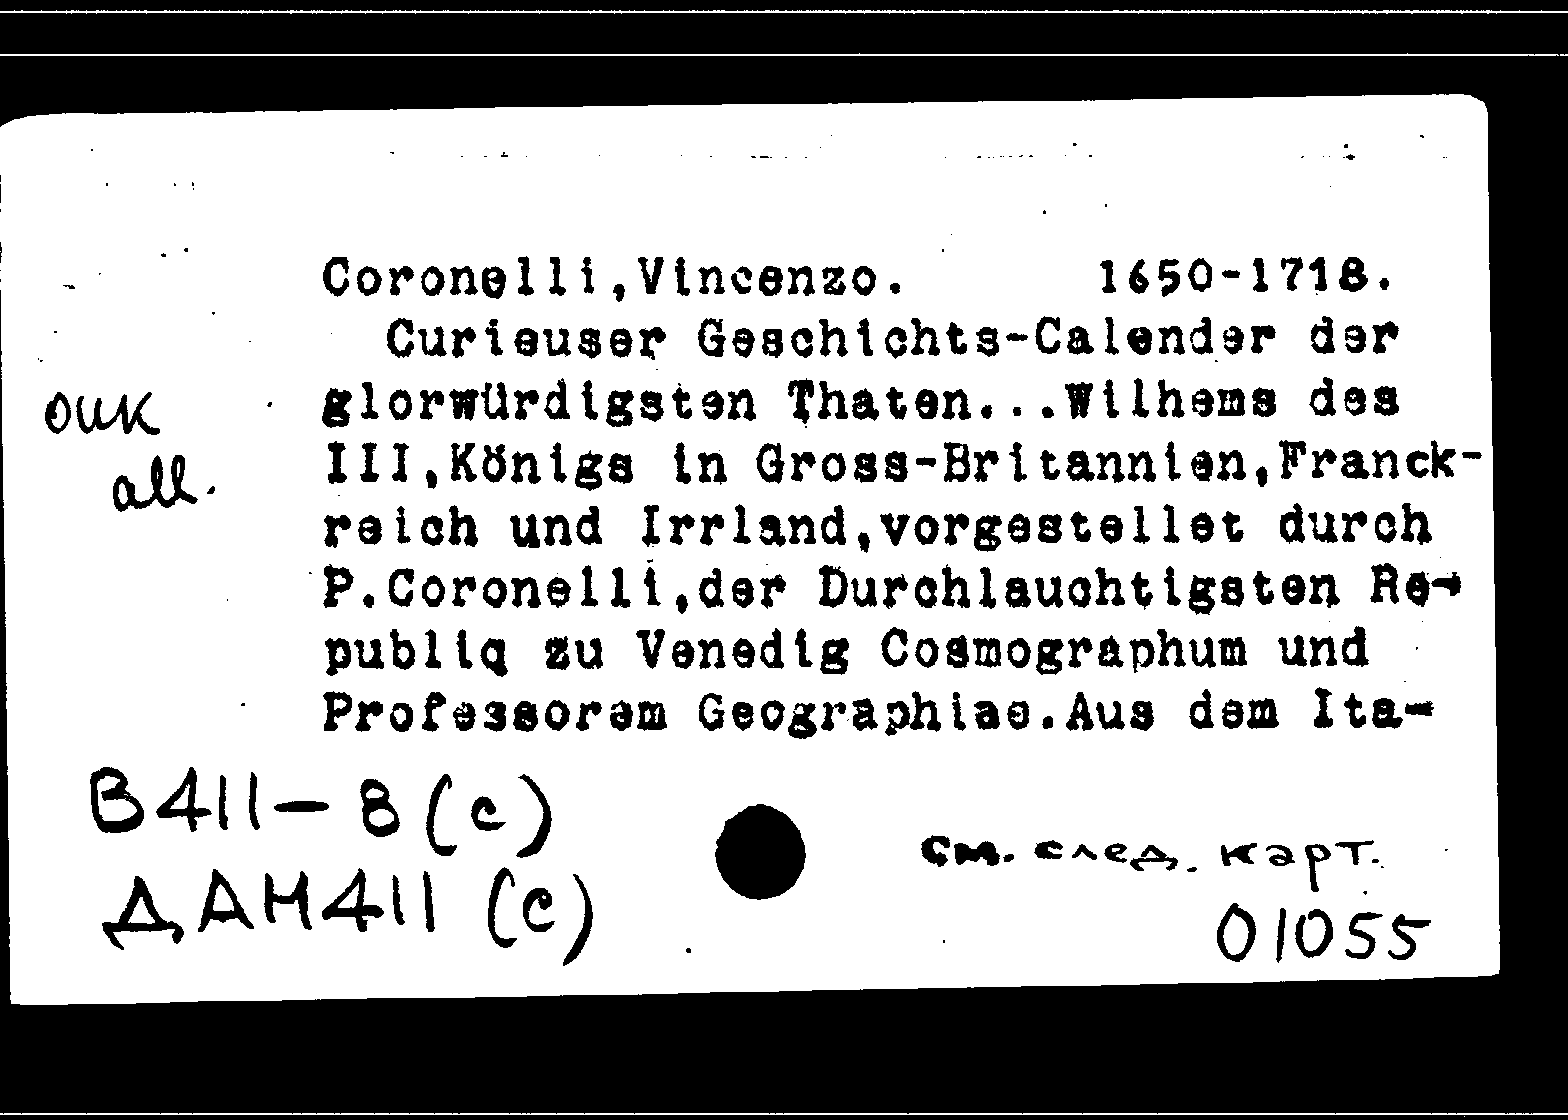 Coronelli,Vincenzo. 1650-1718.
Curieuser Geschichts-Calender der
glorwürdigsten Thaten...Wilhems des
III,Königs in Gross-Britannien,Franck-
reich und Irrland,vorgestellet durch
P.Coronelli,der Durchlauchtigsten Re-
publiq zu Venedig Cosmographum und
Professorem Geographiae.Aus dem Ita-
оик
all.
В411-8(с)
ДАН411 (с)
см. след. карт.
01055